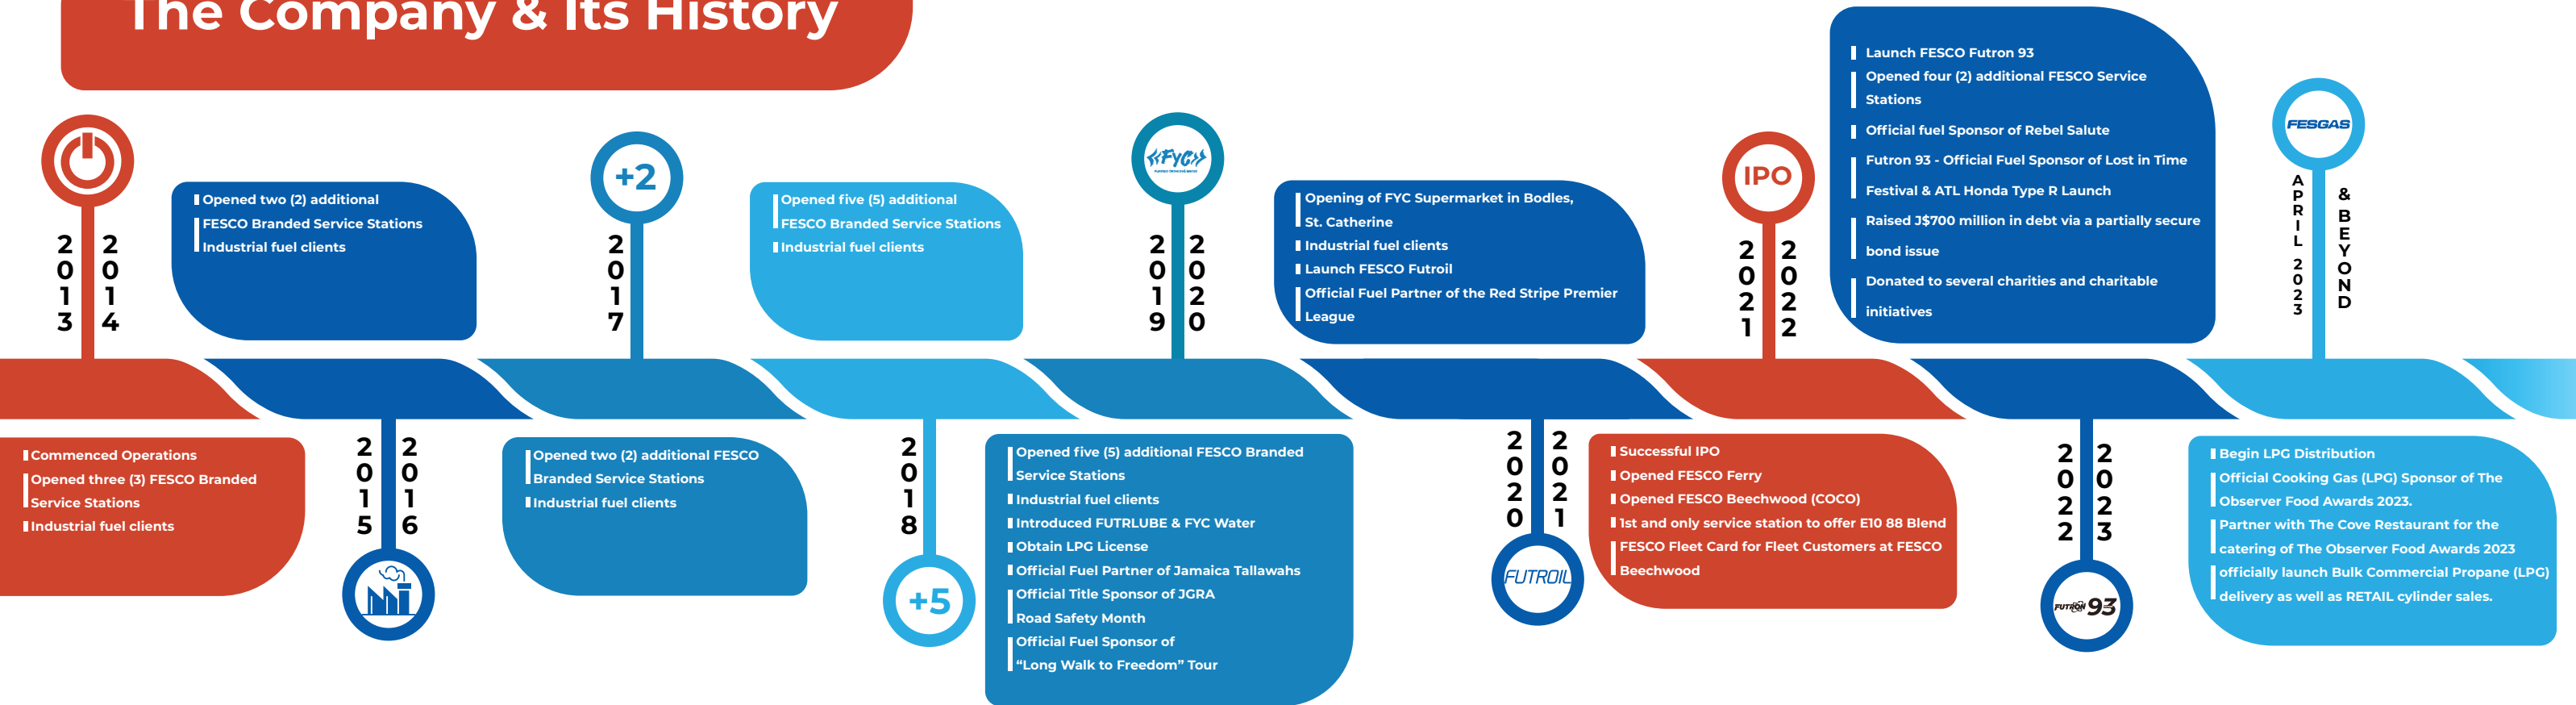 The Company & Its History
2013
2014
Commenced Operations
Opened three (3) FESCO Branded
Service Stations
Industrial fuel clients
2015
2016
Opened two (2) additional
FESCO Branded Service Stations
Industrial fuel clients
+2
2017
Opened two (2) additional FESCO
Branded Service Stations
Industrial fuel clients
2018
+5
Opened five (5) additional
FESCO Branded Service Stations
Industrial fuel clients
FYC
2019
2020
Opened five (5) additional FESCO Branded
Service Stations
Industrial fuel clients
Introduced FUTRLUBE & FYC Water
Obtain LPG License
Official Fuel Partner of Jamaica Tallawahs
Official Title Sponsor of JGRA
Road Safety Month
Official Fuel Sponsor of
“Long Walk to Freedom” Tour
2020
2021
FUTROIL
Opening of FYC Supermarket in Bodles,
St. Catherine
Industrial fuel clients
Launch FESCO Futroil
Official Fuel Partner of the Red Stripe Premier
League
IPO
2021
2022
Successful IPO
Opened FESCO Ferry
Opened FESCO Beechwood (COCO)
1st and only service station to offer E10 88 Blend
FESCO Fleet Card for Fleet Customers at FESCO
Beechwood
2022
2023
FUTRON 93
Launch FESCO Futron 93
Opened four (2) additional FESCO Service
Stations
Official fuel Sponsor of Rebel Salute
Futron 93 - Official Fuel Sponsor of Lost in Time
Festival & ATL Honda Type R Launch
Raised J$700 million in debt via a partially secure
bond issue
Donated to several charities and charitable
initiatives
FESGAS
APRIL 2023
& BEYOND
Begin LPG Distribution
Official Cooking Gas (LPG) Sponsor of The
Observer Food Awards 2023.
Partner with The Cove Restaurant for the
catering of The Observer Food Awards 2023
officially launch Bulk Commercial Propane (LPG)
delivery as well as RETAIL cylinder sales.